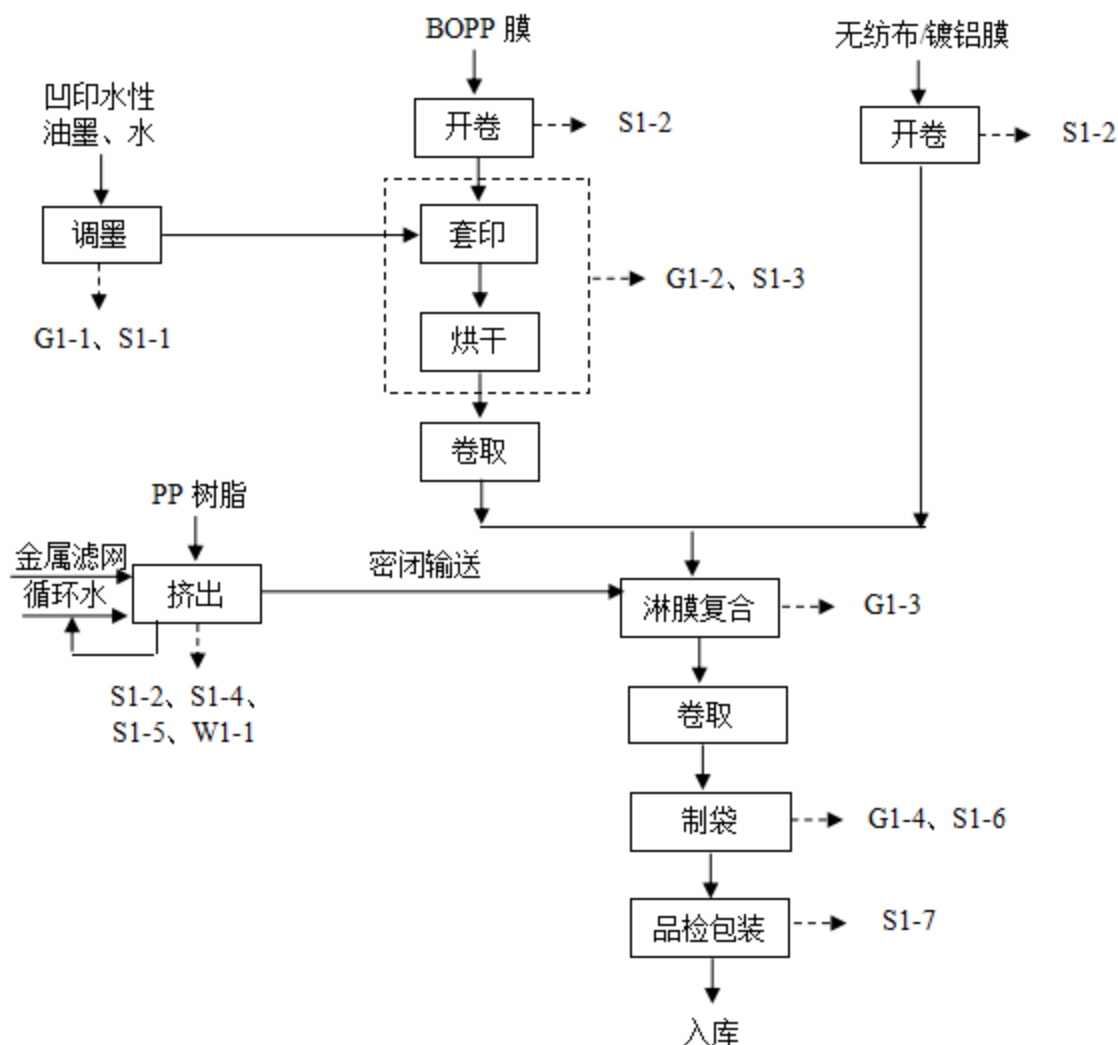 BOPP 膜
无纺布/镀铝膜
凹印水性
油墨、水
开卷
S1-2
开卷
S1-2
调墨
套印
G1-2、S1-3
G1-1、S1-1
烘干
卷取
PP 树脂
金属滤网
循环水
挤出
密闭输送
淋膜复合
G1-3
S1-2、S1-4、
S1-5、W1-1
卷取
制袋
G1-4、S1-6
品检包装
S1-7
入库